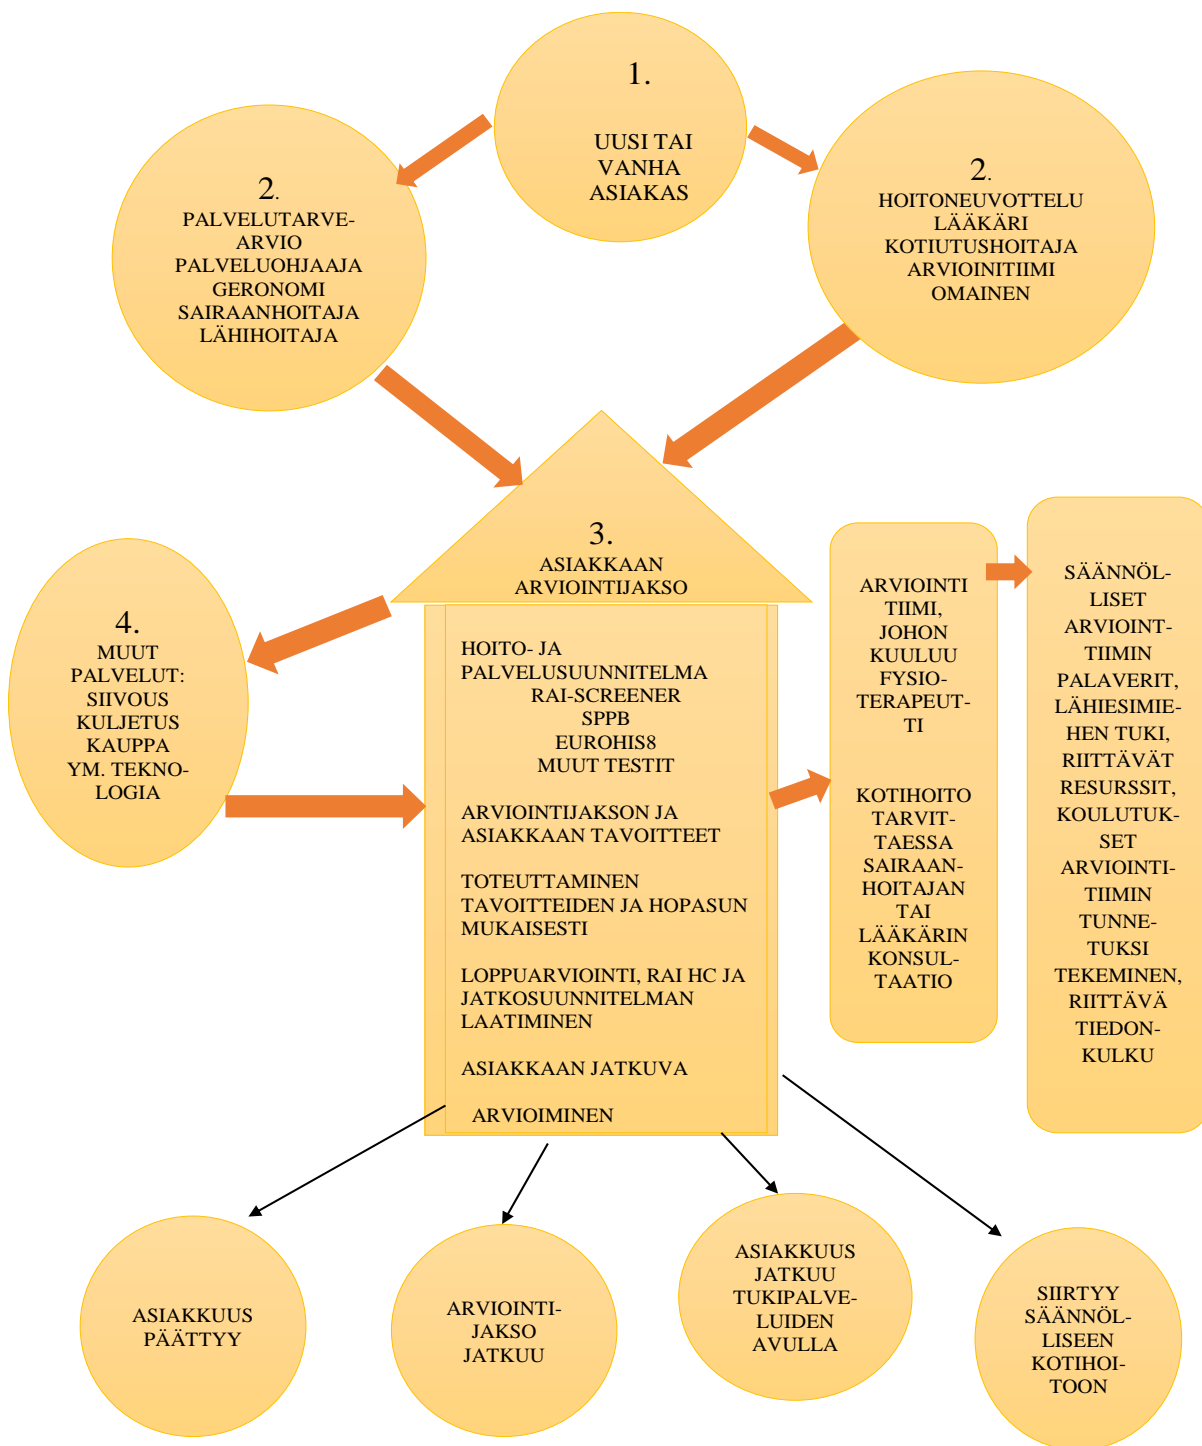 1.
UUSI TAI
VANHA
ASIAKAS
2.
PALVELUTARVE-
ARVIO
PALVELUOHJAAJA
GERONOMI
SAIRAANHOITAJA
LÄHIHOITAJA
2.
HOITONEUVOTTELU
LÄÄKÄRI
KOTIUTUSHOITAJA
ARVIOINITIIMI
OMAINEN
3.
ASIAKKAAN
ARVIOINTIJAKSO
4.
MUUT
PALVELUT:
SIIVOUS
KULJETUS
KAUPPA
YM. TEKNO-
LOGIA
HOITO- JA
PALVELUSUUNNITELMA
RAI-SCREENER
SPPB
EUROHIS8
MUUT TESTIT
ARVIOINTIJAKSON JA
ASIAKKAAN TAVOITTEET
TOTEUTTAMINEN
TAVOITTEIDEN JA HOPASUN
MUKAISESTI
LOPPUARVIOINTI, RAI HC JA
JATKOSUUNNITELMAN
LAATIMINEN
ASIAKKAAN JATKUVA
ARVIOIMINEN
ARVIOINTI
TIIMI,
JOHON
KUULUU
FYSIO-
TERAPEUT-
TI
KOTIHOITO
TARVIT-
TAESSA
SAIRAAN-
HOITAJAN
TAI
LÄÄKÄRIN
KONSUL-
TAATIO
SÄÄNNÖL-
LISET
ARVIOINT-
TIIMIN
PALAVERIT,
LÄHIESIMIE-
HEN TUKI,
RIITTÄVÄT
RESURSSIT,
KOULUTUK-
SET
ARVIOINTI-
TIIMIN
TUNNE-
TUKSI
TEKEMINEN,
RIITTÄVÄ
TIEDON-
KULKU
ASIAKKUUS
PÄÄTTYY
ARVIOINTI-
JAKSO
JATKUU
ASIAKKUUS
JATKUU
TUKIPALVE-
LUIDEN
AVULLA
SIIRTYY
SÄÄNNÖL-
LISEEN
KOTIHOI-
TOON